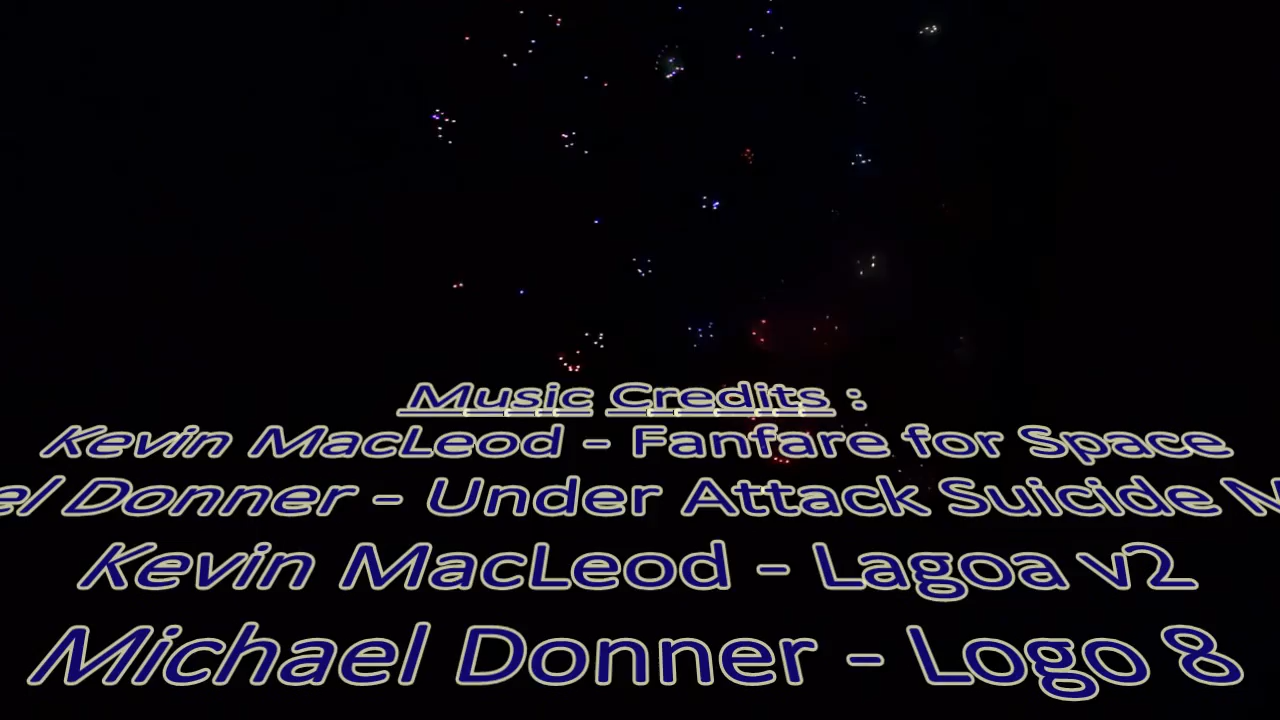 Music Credits :
Kevin MacLeod - Fanfare for Space
Donner - Under Attack Suicide
Kevin MacLeod - Lagoa v2
Michael Donner - Logo 8